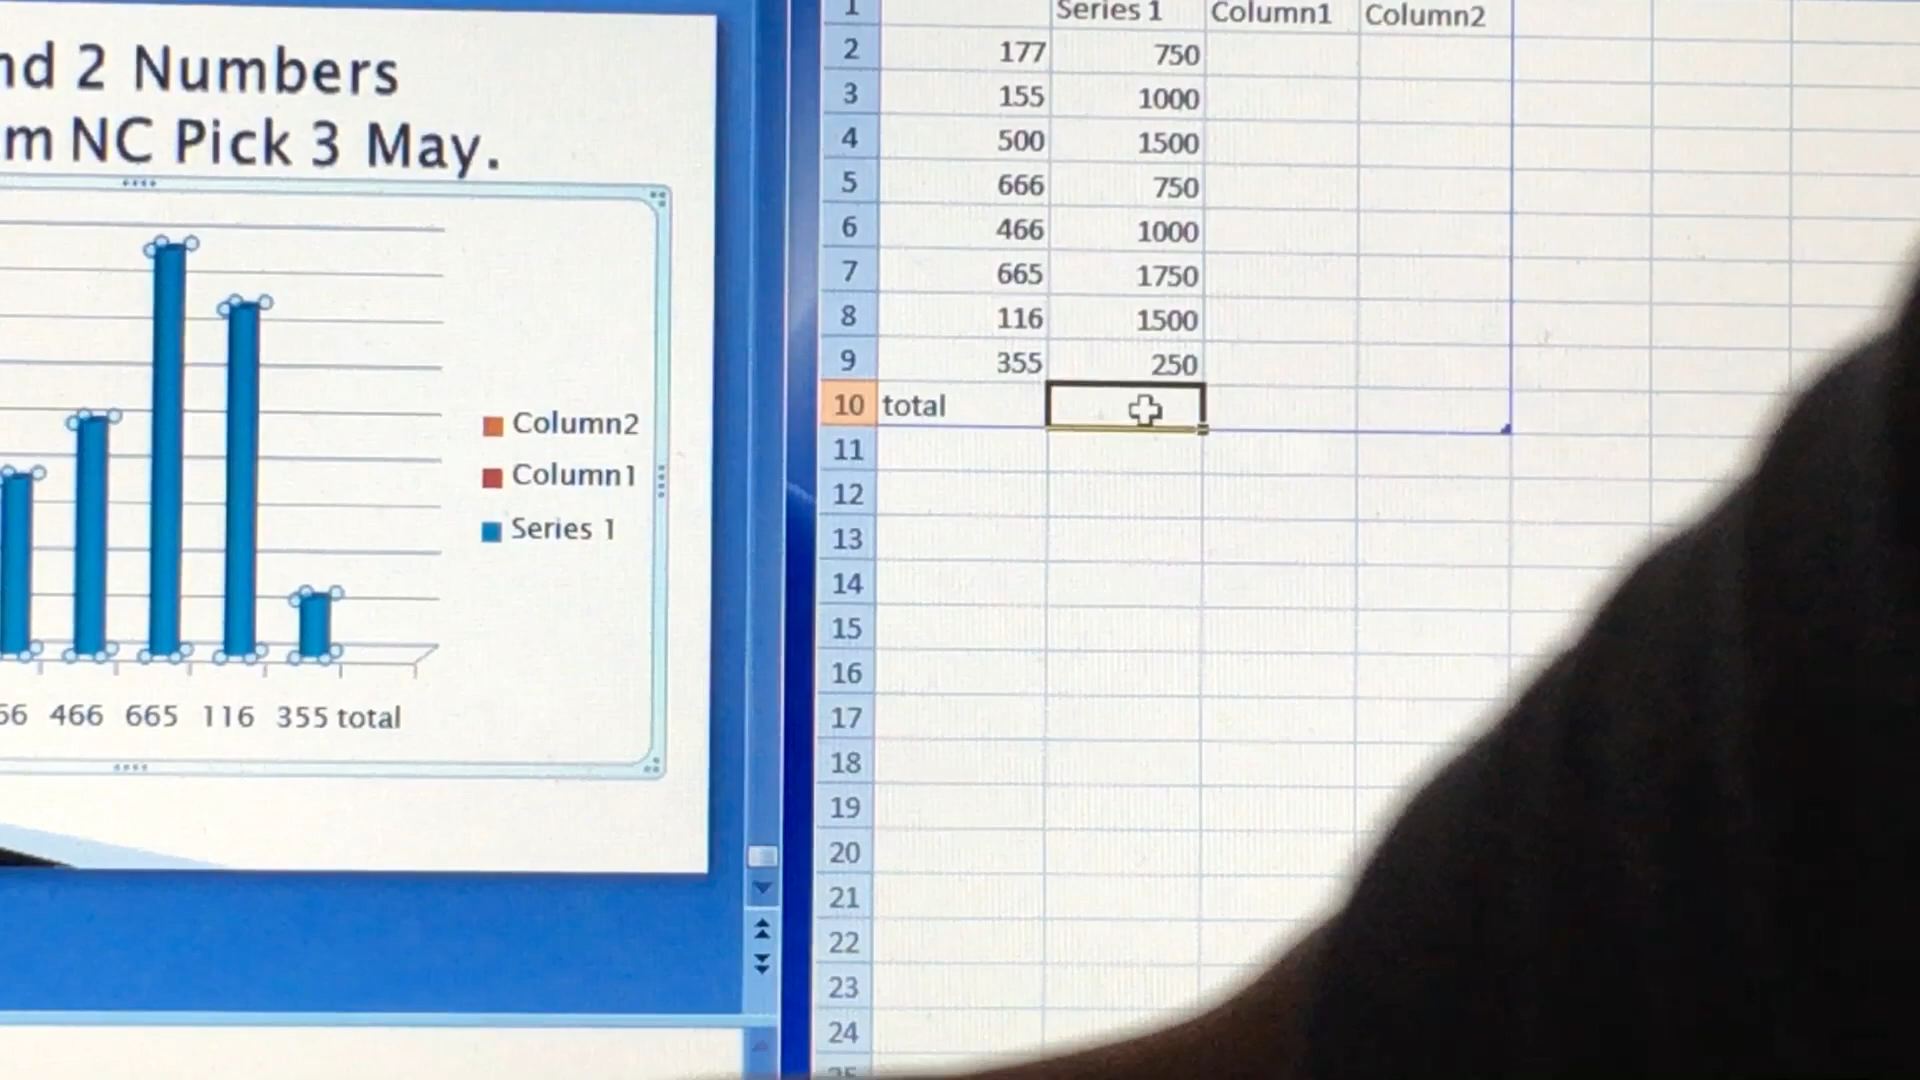 nd 2 Numbers
m NC Pick 3 May.
Column2
Column1
Series 1
466 665 116 355 total
1 Series 1 Column1 Column2
2 177 750
3 155 1000
4 500 1500
5 666 750
6 466 1000
7 665 1750
8 116 1500
9 355 250
10 total
11
12
13
14
15
16
17
18
19
20
21
22
23
24